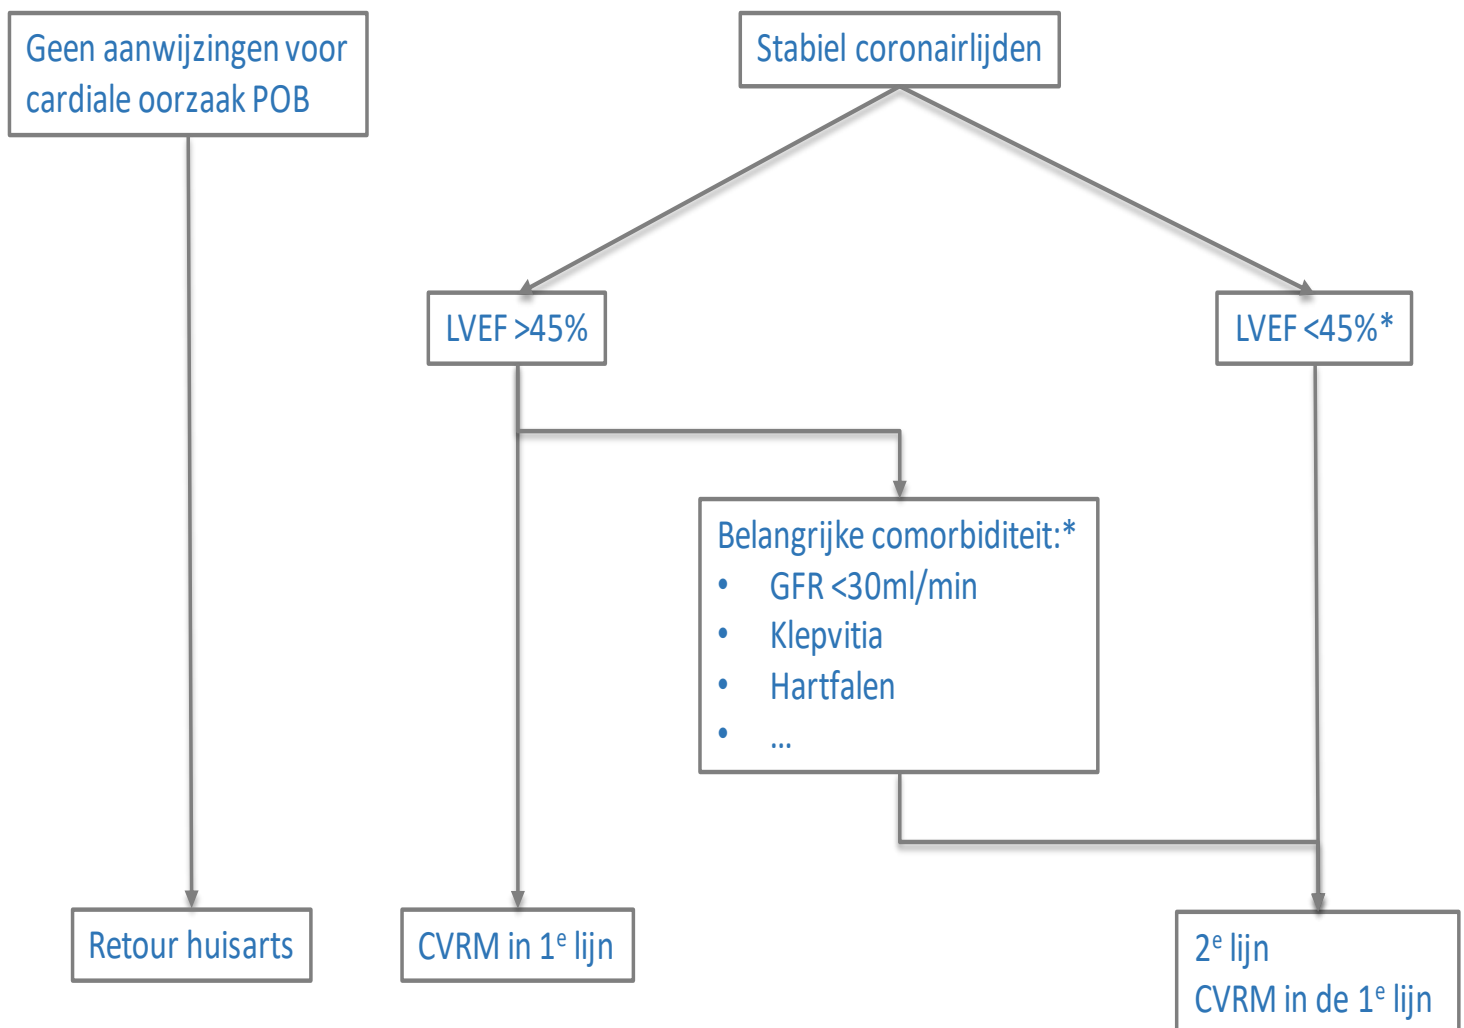 Geen aanwijzingen voor
cardiale oorzaak POB
Stabiel coronairlijden
LVEF >45%
LVEF <45%*
Belangrijke comorbiditeit:*
• GFR <30ml/min
• Klepvitia
• Hartfalen
• ...
Retour huisarts
CVRM in 1e lijn
2e lijn
CVRM in de 1e lijn